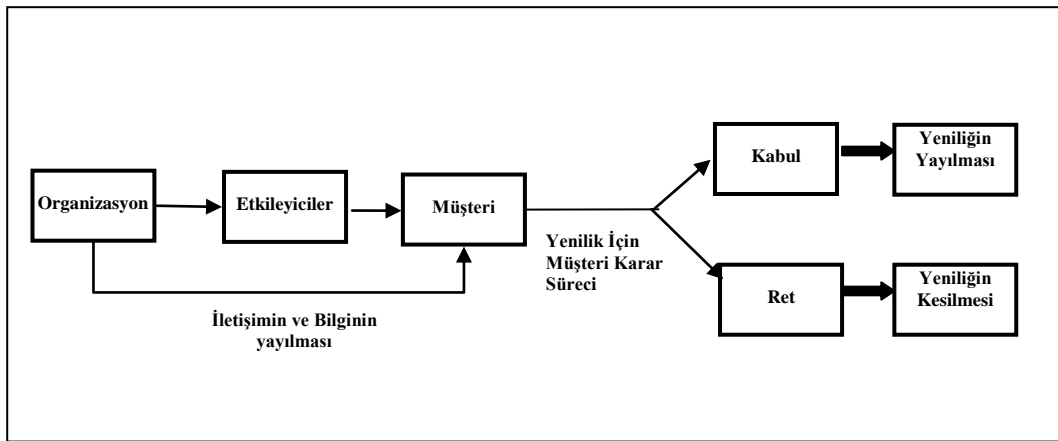 Organizasyon
Etkileyiciler
Müşteri
İletişimin ve Bilginin
yayılması
Yenilik İçin
Müşteri Karar
Süreci
Kabul
Yeniliğin
Yayılması
Ret
Yeniliğin
Kesilmesi